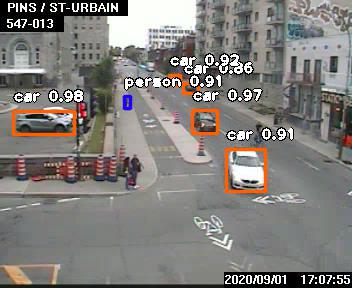 PINS / ST-URBAIN
547-013
car 0.92
car 0.86
person 0.91
car 0.98
car 0.97
car 0.91
2020/09/01 17:07:55